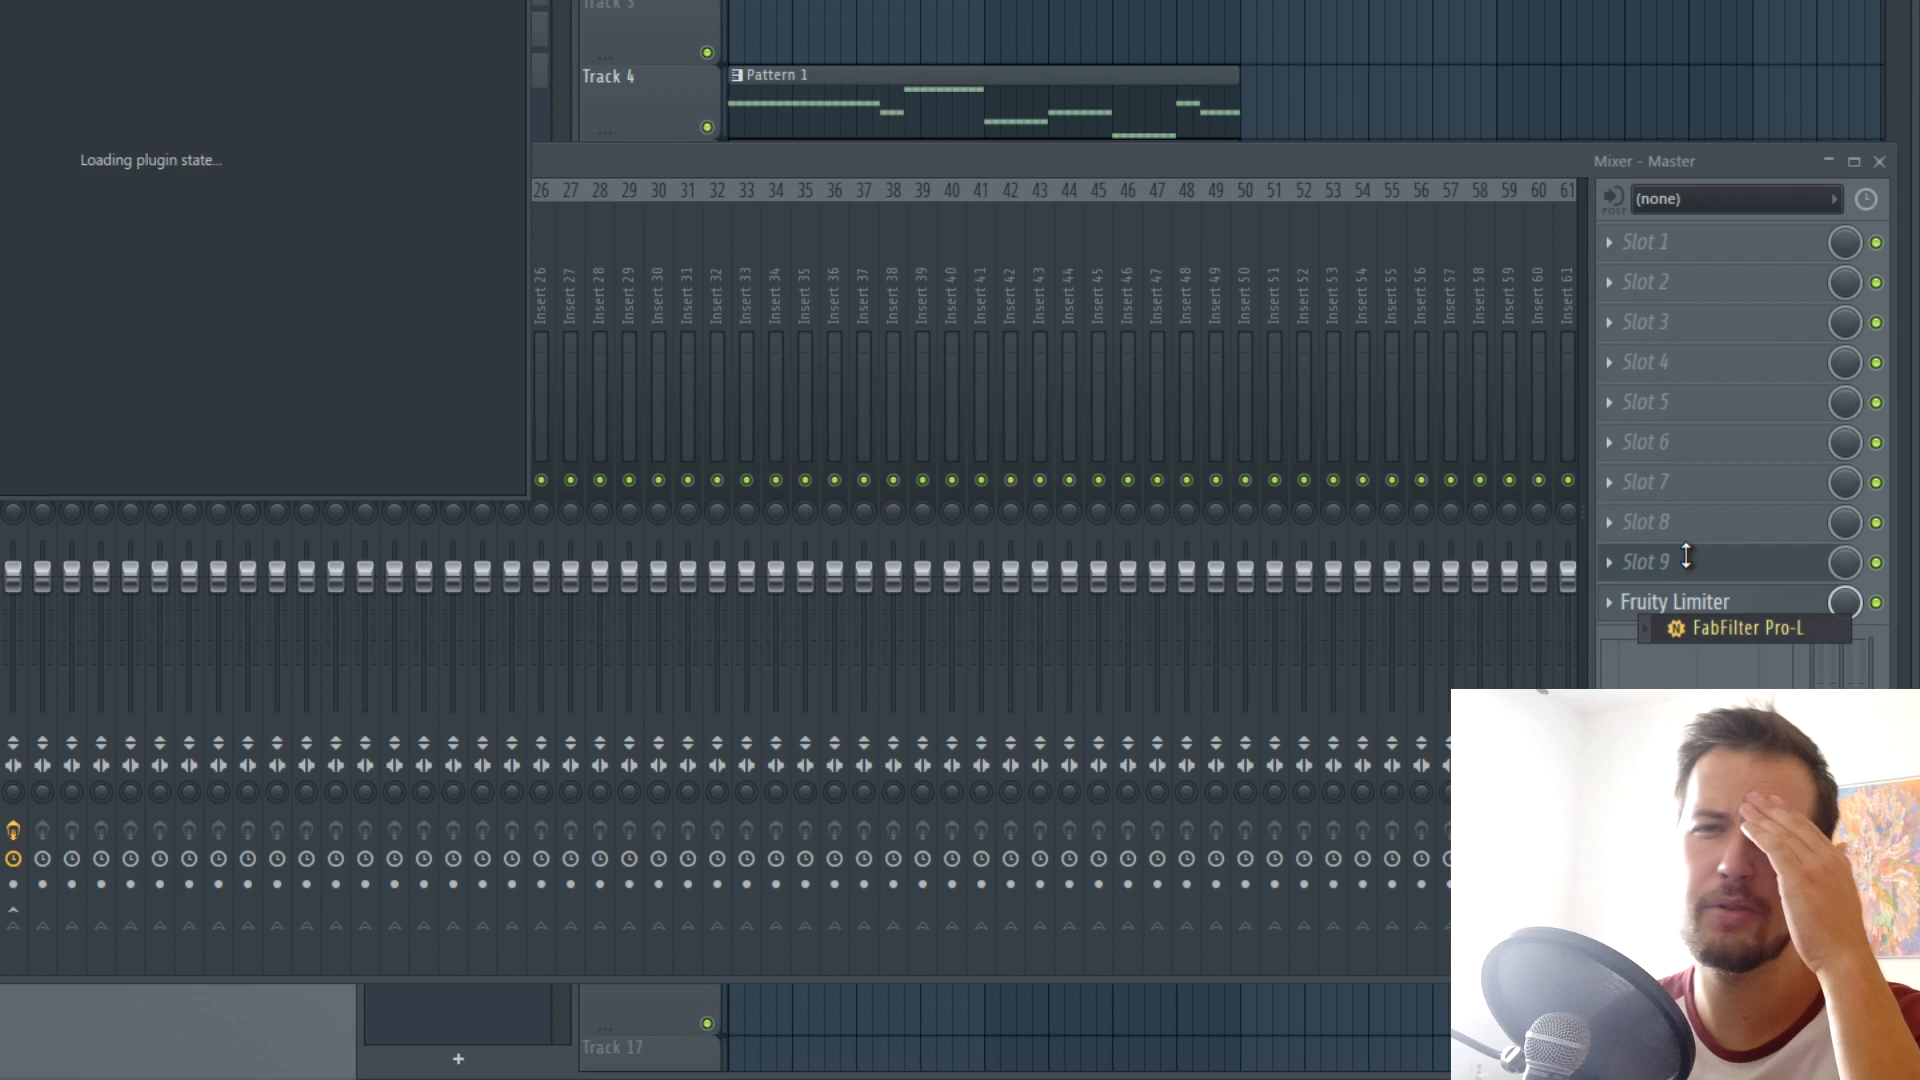 Track 3
...
Track 4
Pattern 1
...
Loading plugin state...
Mixer - Master
26 27 28 29 30 31 32 33 34 35 36 37 38 39 40 41 42 43 44 45 46 47 48 49 50 51 52 53 54 55 56 57 58 59 60 61
POST
(none)
Slot 1
Slot 2
Slot 3
Slot 4
Slot 5
Slot 6
Slot 7
Slot 8
Slot 9
Fruity Limiter
N FabFilter Pro-L
Insert 26
Insert 27
Insert 28
Insert 29
Insert 30
Insert 31
Insert 32
Insert 33
Insert 34
Insert 35
Insert 36
Insert 37
Insert 38
Insert 39
Insert 40
Insert 41
Insert 42
Insert 43
Insert 44
Insert 45
Insert 46
Insert 47
Insert 48
Insert 49
Insert 50
Insert 51
Insert 52
Insert 53
Insert 54
Insert 55
Insert 56
Insert 57
Insert 58
Insert 59
Insert 60
Insert 61
...
Track 17
+